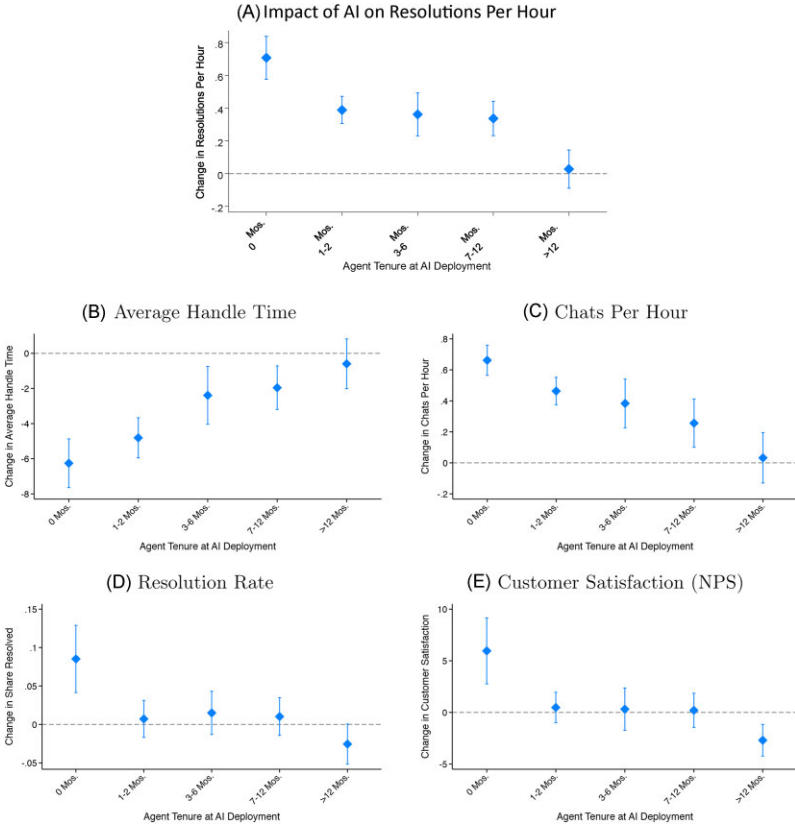 (A) Impact of AI on Resolutions Per Hour
Change in Resolutions Per Hour
.8
.6
.4
.2
0
-.2
0 Mos.
1-2 Mos.
3-6 Mos.
7-12 Mos.
>12 Mos.
Agent Tenure at AI Deployment
(B) Average Handle Time
Change in Average Handle Time
0
-2
-4
-6
-8
0 Mos.
1-2 Mos.
3-6 Mos.
7-12 Mos.
>12 Mos.
Agent Tenure at AI Deployment
(C) Chats Per Hour
Change in Chats Per Hour
.8
.6
.4
.2
0
-.2
0 Mos.
1-2 Mos.
3-6 Mos.
7-12 Mos.
>12 Mos.
Agent Tenure at AI Deployment
(D) Resolution Rate
Change in Share Resolved
.15
.1
.05
0
-.05
0 Mos.
1-2 Mos.
3-6 Mos.
7-12 Mos.
>12 Mos.
Agent Tenure at AI Deployment
(E) Customer Satisfaction (NPS)
Change in Customer Satisfaction
10
5
0
-5
0 Mos.
1-2 Mos.
3-6 Mos.
7-12 Mos.
>12 Mos.
Agent Tenure at AI Deployment